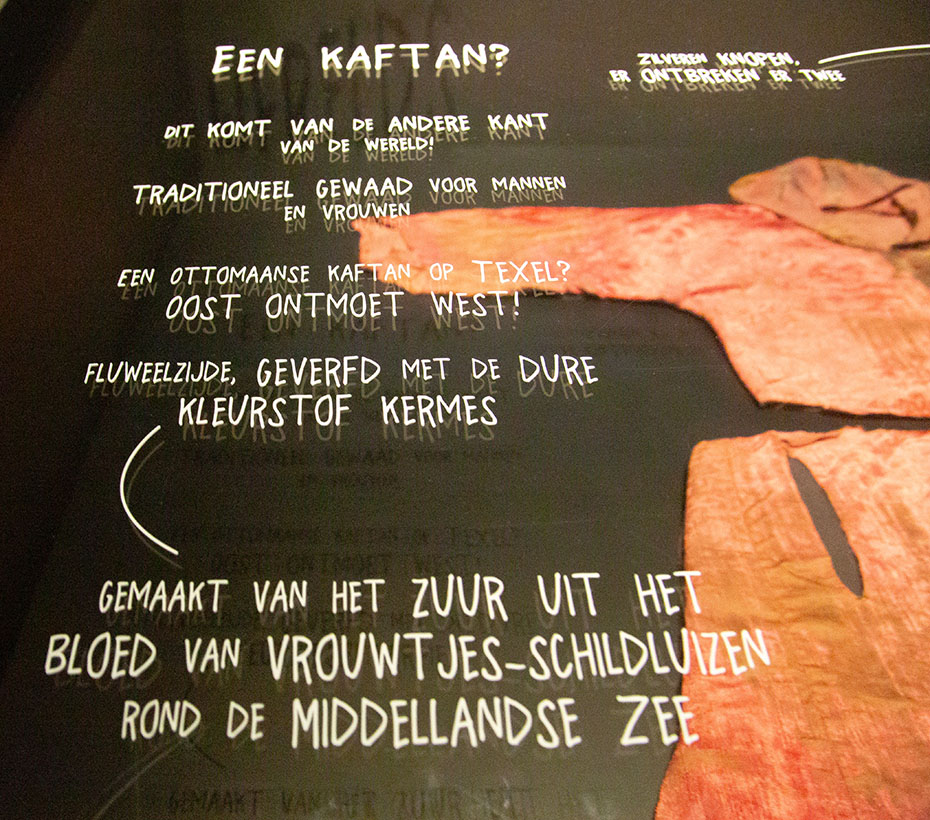 EEN KAFTAN?
ZILVEREN KNOPEN,
ER ONTBREKEN ER TWEE
DIT KOMT VAN DE ANDERE KANT
VAN DE WERELD!
TRADITIONEEL GEWAAD VOOR MANNEN
EN VROUWEN
EEN OTTOMAANSE KAFTAN OP TEXEL?
OOST ONTMOET WEST!
FLUWEELZIJDE, GEVERFD MET DE DURE
KLEURSTOF KERMES
GEMAAKT VAN HET ZUUR UIT HET
BLOED VAN VROUWTJES-SCHILDLUIZEN
ROND DE MIDDELLANDSE ZEE